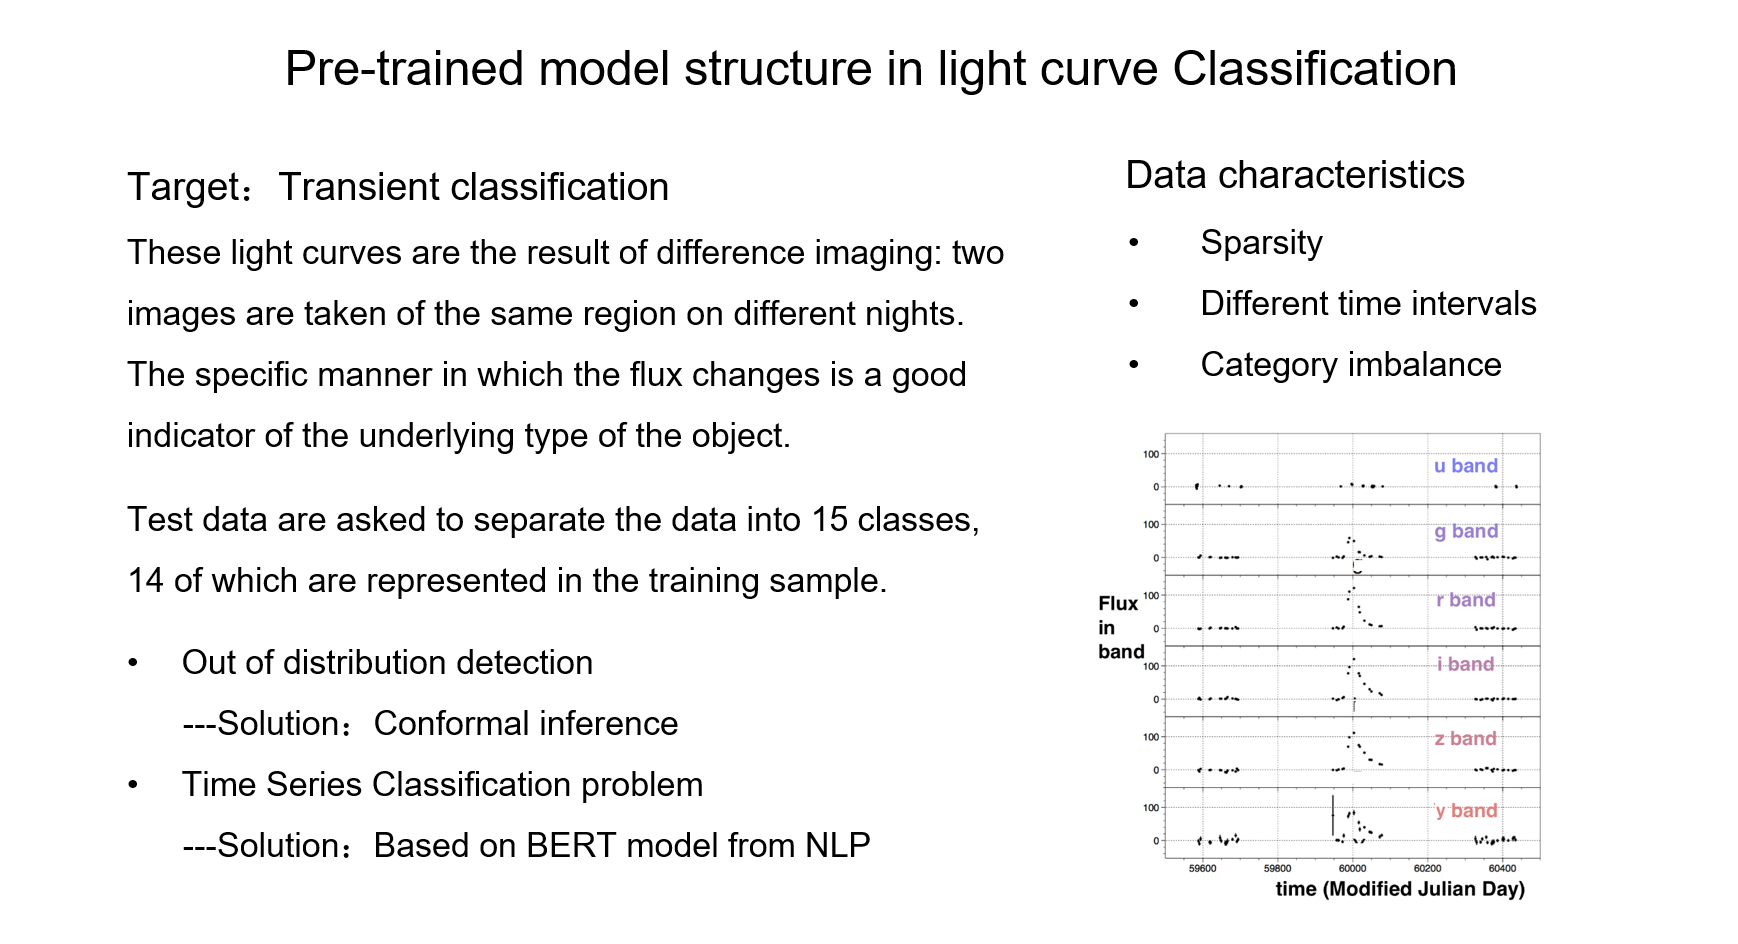 Pre-trained model structure in light curve Classification
Target：Transient classification
These light curves are the result of difference imaging: two
images are taken of the same region on different nights.
The specific manner in which the flux changes is a good
indicator of the underlying type of the object.
Test data are asked to separate the data into 15 classes,
14 of which are represented in the training sample.
• Out of distribution detection
---Solution：Conformal inference
• Time Series Classification problem
---Solution：Based on BERT model from NLP
Data characteristics
• Sparsity
• Different time intervals
• Category imbalance
100
0
u band
100
0
g band
100
0
r band
Flux
in
band
100
0
i band
100
0
z band
100
0
y band
59600 59800 60000 60200 60400
time (Modified Julian Day)